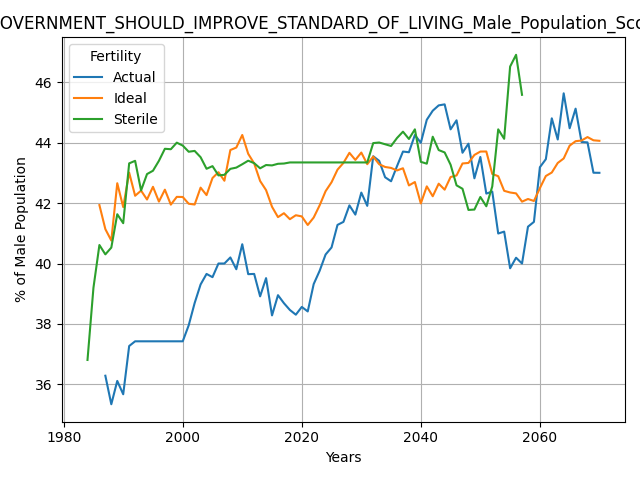 OVERNMENT_SHOULD_IMPROVE_STANDARD_OF_LIVING_Male_Population_Sco
Fertility
Actual
Ideal
Sterile
46
44
42
40
38
36
% of Male Population
1980 2000 2020 2040 2060
Years